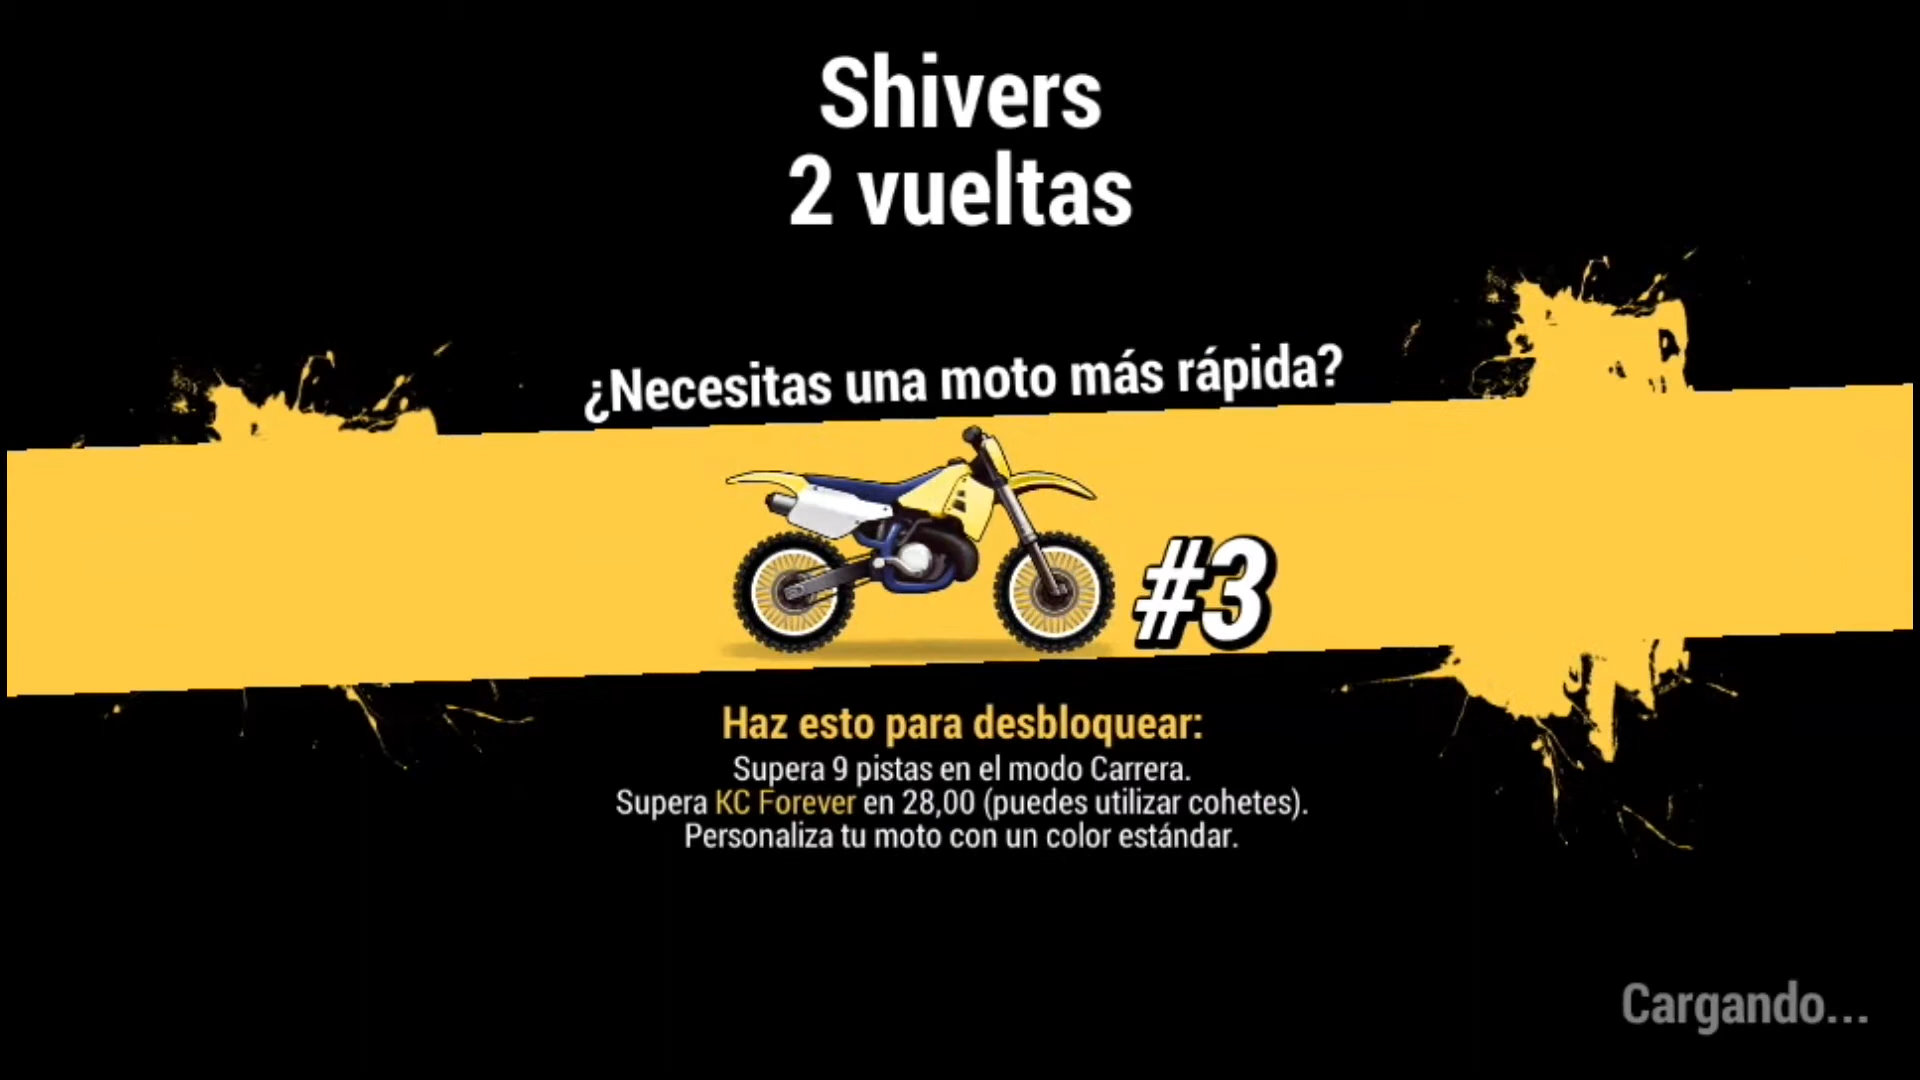 Shivers
2 vueltas
¿Necesitas una moto más rápida?
#3
Haz esto para desbloquear:
Supera 9 pistas en el modo Carrera.
Supera KC Forever en 28,00 (puedes utilizar cohetes).
Personaliza tu moto con un color estándar.
Cargando...